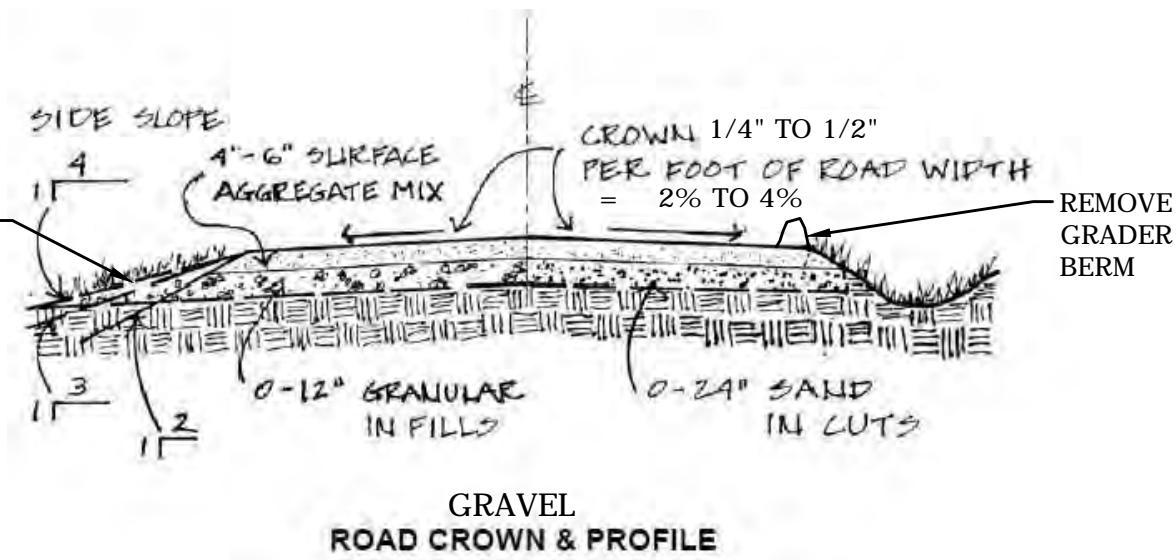 ℄
SIDE SLOPE
1 4
4"-6" SURFACE
AGGREGATE MIX
CROWN 1/4" TO 1/2"
PER FOOT OF ROAD WIDTH
= 2% TO 4%
REMOVE
GRADER
BERM
1 3
1 2
0-12" GRANULAR
IN FILLS
0-24" SAND
IN CUTS
GRAVEL
ROAD CROWN & PROFILE